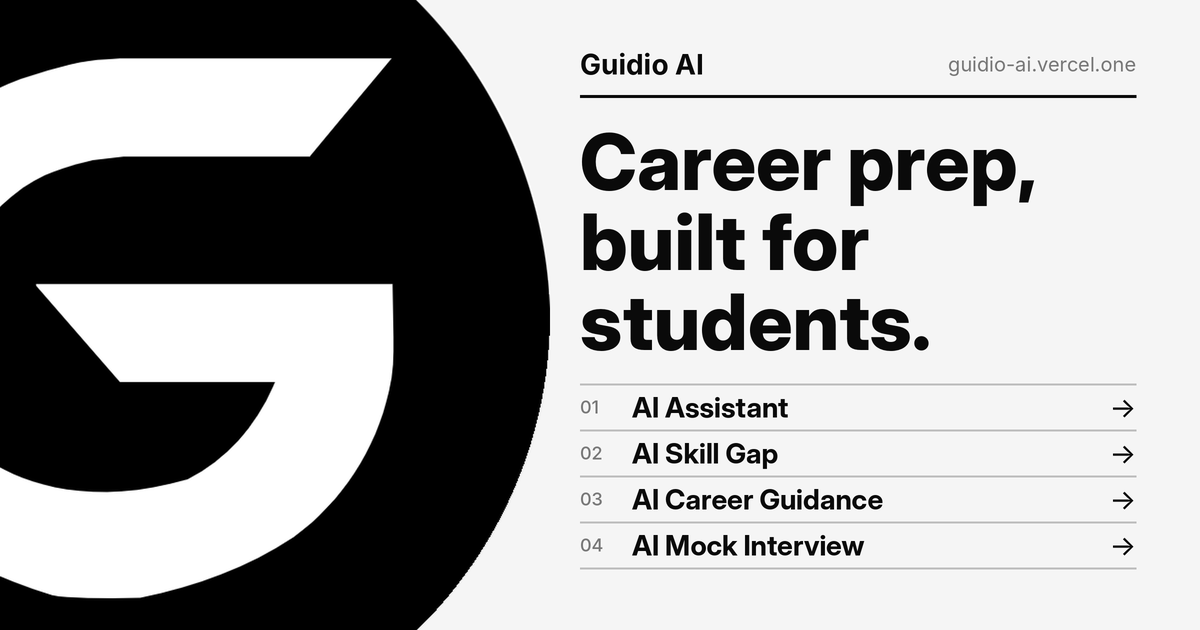 G
Guidio AI
guidio-ai.vercel.one
Career prep,
built for
students.
01 AI Assistant →
02 AI Skill Gap →
03 AI Career Guidance →
04 AI Mock Interview →